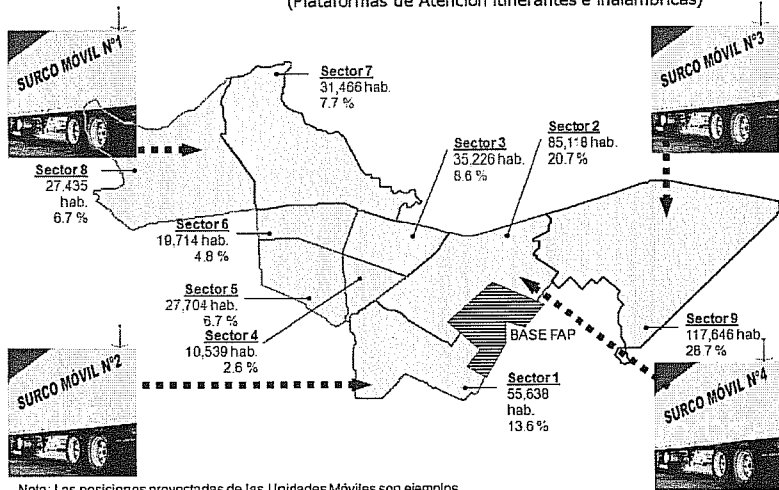 (Plataformas de Atención Itinerantes e Inalámbricas)
SURCO MÓVIL Nº1
SURCO MÓVIL Nº3
Sector 7
31,466 hab.
7.7 %
Sector 3
35,226 hab.
8.6 %
Sector 2
85,118 hab.
20.7 %
Sector 8
27,435
hab.
6.7 %
Sector 6
19,714 hab.
4.8 %
Sector 5
27,704 hab.
6.7 %
Sector 4
10,539 hab.
2.6 %
BASE FAP
Sector 9
117,646 hab.
28.7 %
Sector 1
55,638
hab.
13.6 %
SURCO MÓVIL Nº2
SURCO MÓVIL Nº4
Nota: Las posiciones proyectadas de las Unidades Móviles son ejemplos